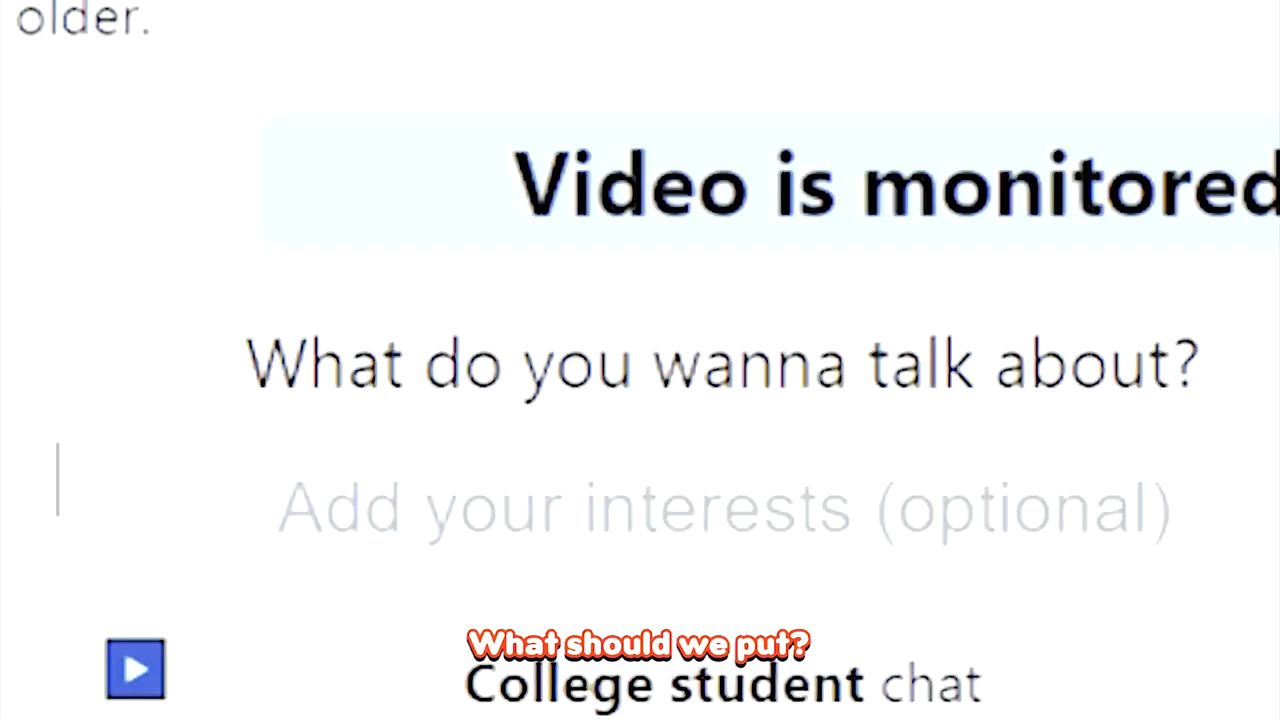 older.
Video is monitored
What do you wanna talk about?
Add your interests (optional)
What should we put?
College student chat